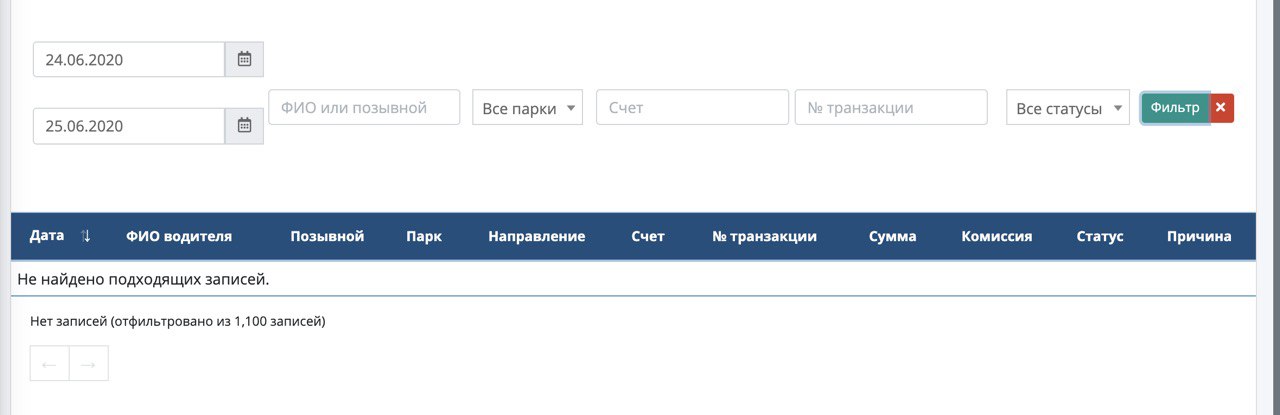 24.06.2020
25.06.2020
ФИО или позывной Все парки Счет № транзакции Все статусы Фильтр ×
Дата ФИО водителя Позывной Парк Направление Счет № транзакции Сумма Комиссия Статус Причина
Не найдено подходящих записей.
Нет записей (отфильтровано из 1,100 записей)
← →